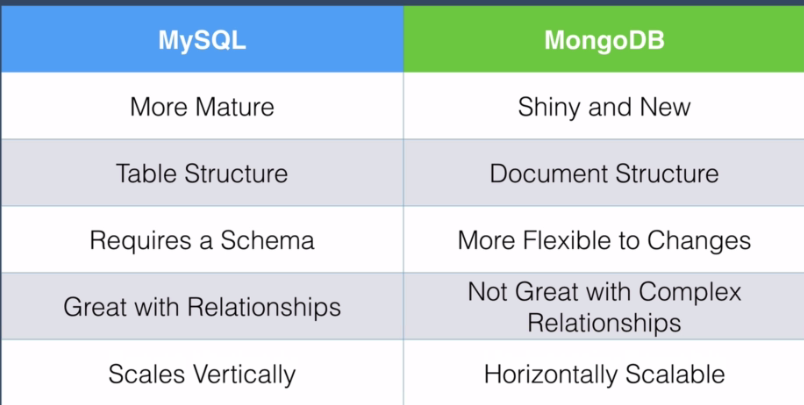 MySQL MongoDB
More Mature Shiny and New
Table Structure Document Structure
Requires a Schema More Flexible to Changes
Great with Relationships Not Great with Complex
Relationships
Scales Vertically Horizontally Scalable